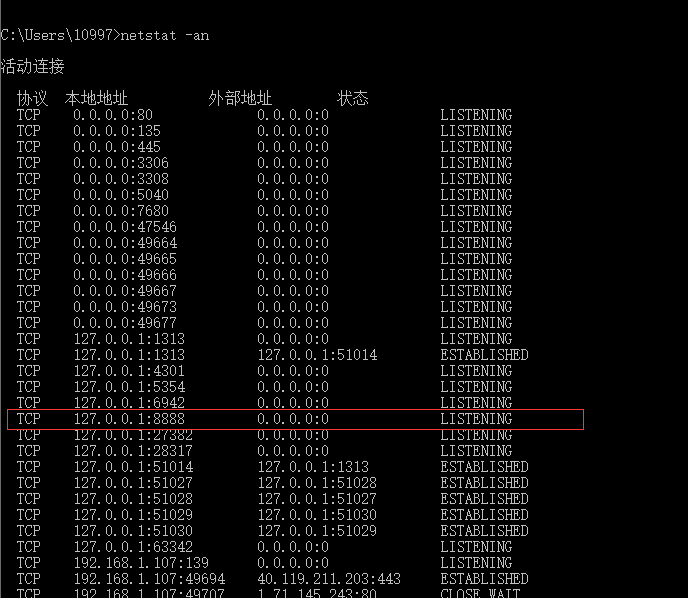 C:\Users\10997>netstat -an
活动连接
协议 本地地址 外部地址 状态
TCP 0.0.0.0:80 0.0.0.0:0 LISTENING
TCP 0.0.0.0:135 0.0.0.0:0 LISTENING
TCP 0.0.0.0:445 0.0.0.0:0 LISTENING
TCP 0.0.0.0:3306 0.0.0.0:0 LISTENING
TCP 0.0.0.0:3308 0.0.0.0:0 LISTENING
TCP 0.0.0.0:5040 0.0.0.0:0 LISTENING
TCP 0.0.0.0:7680 0.0.0.0:0 LISTENING
TCP 0.0.0.0:47546 0.0.0.0:0 LISTENING
TCP 0.0.0.0:49664 0.0.0.0:0 LISTENING
TCP 0.0.0.0:49665 0.0.0.0:0 LISTENING
TCP 0.0.0.0:49666 0.0.0.0:0 LISTENING
TCP 0.0.0.0:49667 0.0.0.0:0 LISTENING
TCP 0.0.0.0:49673 0.0.0.0:0 LISTENING
TCP 0.0.0.0:49677 0.0.0.0:0 LISTENING
TCP 127.0.0.1:1313 0.0.0.0:0 LISTENING
TCP 127.0.0.1:1313 127.0.0.1:51014 ESTABLISHED
TCP 127.0.0.1:4301 0.0.0.0:0 LISTENING
TCP 127.0.0.1:5354 0.0.0.0:0 LISTENING
TCP 127.0.0.1:6942 0.0.0.0:0 LISTENING
TCP 127.0.0.1:8888 0.0.0.0:0 LISTENING
TCP 127.0.0.1:27382 0.0.0.0:0 LISTENING
TCP 127.0.0.1:28317 0.0.0.0:0 LISTENING
TCP 127.0.0.1:51014 127.0.0.1:1313 ESTABLISHED
TCP 127.0.0.1:51027 127.0.0.1:51028 ESTABLISHED
TCP 127.0.0.1:51028 127.0.0.1:51027 ESTABLISHED
TCP 127.0.0.1:51029 127.0.0.1:51030 ESTABLISHED
TCP 127.0.0.1:51030 127.0.0.1:51029 ESTABLISHED
TCP 127.0.0.1:63342 0.0.0.0:0 LISTENING
TCP 192.168.1.107:139 0.0.0.0:0 LISTENING
TCP 192.168.1.107:49694 40.119.211.203:443 ESTABLISHED
TCP 192.168.1.107:49707 1.71.145.243:80 CLOSE_WAIT